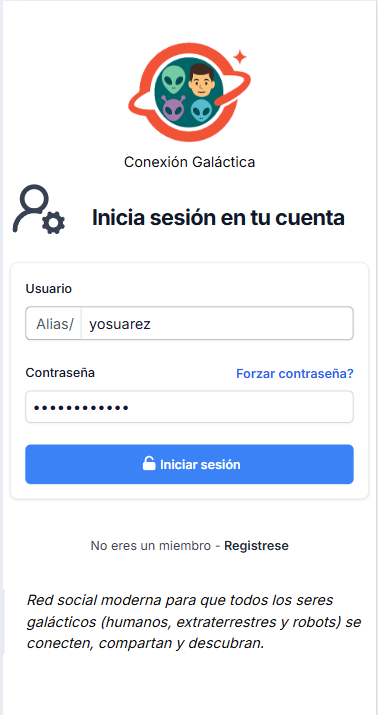 Conexión Galáctica
Inicia sesión en tu cuenta
Usuario
Alias/ yosuarez
Contraseña Forzar contraseña?
••••••••••••
Iniciar sesión
No eres un miembro - Registrese
Red social moderna para que todos los seres
galácticos (humanos, extraterrestres y robots) se
conecten, compartan y descubran.